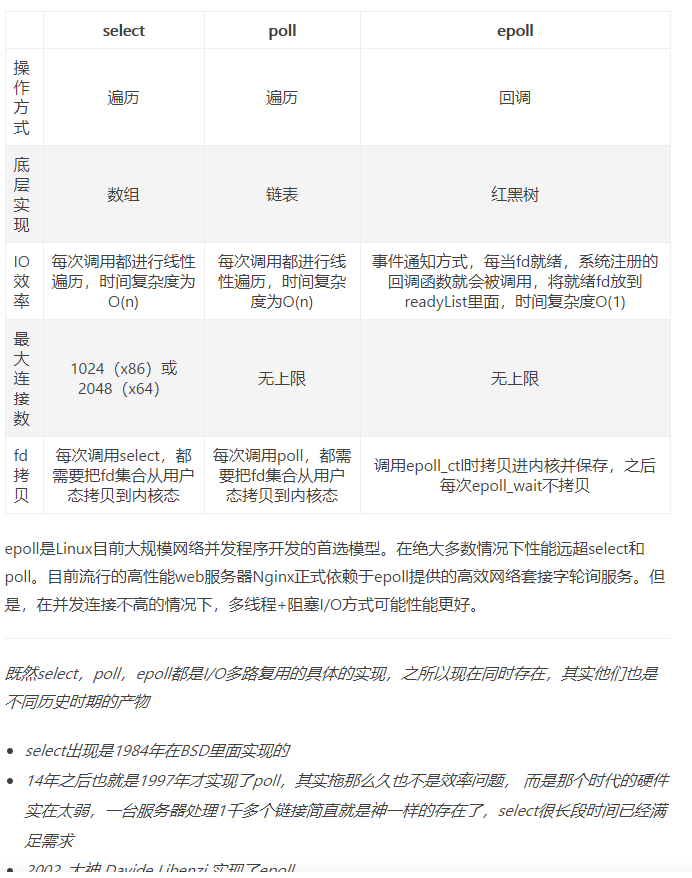 select poll epoll
操
作
方
式
遍历 遍历 回调
底
层
实
现
数组 链表 红黑树
IO
效
率
每次调用都进行线性
遍历，时间复杂度为
O(n)
每次调用都进行线
性遍历，时间复杂
度为O(n)
事件通知方式，每当fd就绪，系统注册的
回调函数就会被调用，将就绪fd放到
readyList里面，时间复杂度O(1)
最
大
连
接
数
1024（x86）或
2048（x64）
无上限
无上限
fd
拷
贝
每次调用select，都
需要把fd集合从用户
态拷贝到内核态
每次调用poll，都需
要把fd集合从用户
态拷贝到内核态
调用epoll_ctl时拷贝进内核并保存，之后
每次epoll_wait不拷贝
epoll是Linux目前大规模网络并发程序开发的首选模型。在绝大多数情况下性能远超select和
poll。目前流行的高性能web服务器Nginx正式依赖于epoll提供的高效网络套接字轮询服务。但
是，在并发连接不高的情况下，多线程+阻塞I/O方式可能性能更好。
既然select，poll，epoll都是I/O多路复用的具体的实现，之所以现在同时存在，其实他们也是
不同历史时期的产物
• select出现是1984年在BSD里面实现的
• 14年之后也就是1997年才实现了poll，其实拖那么久也不是效率问题， 而是那个时代的硬件
实在太弱，一台服务器处理1千多个链接简直就是神一样的存在了，select很长段时间已经满
足需求
• 2002, 大神 Davide Libenzi 实现了epoll